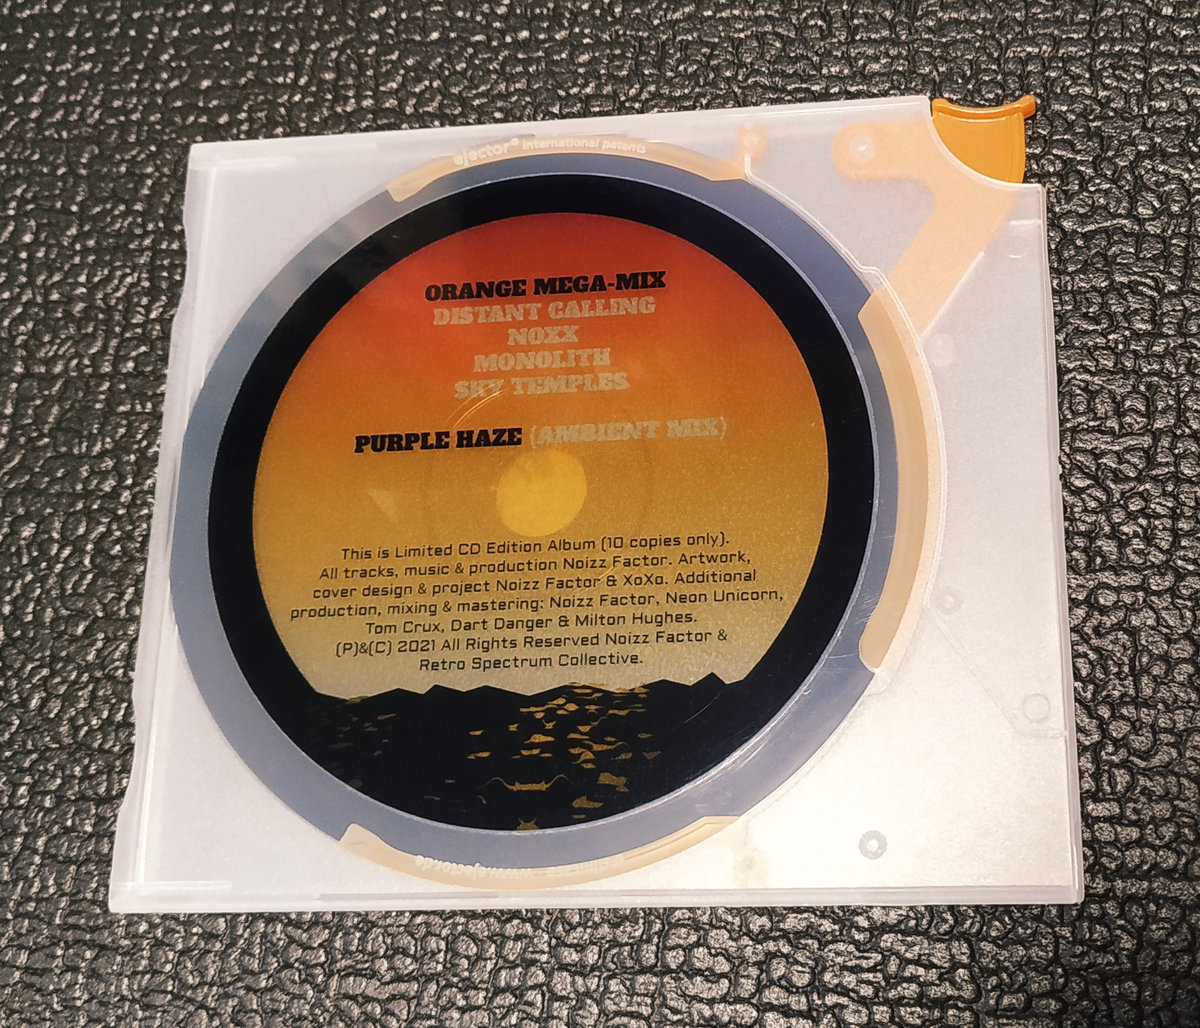 ejector® international patents
ORANGE MEGA-MIX
DISTANT CALLING
NOXX
MONOLITH
SKY TEMPLES
PURPLE HAZE (AMBIENT MIX)
This is Limited CD Edition Album (10 copies only).
All tracks, music & production Noizz Factor. Artwork,
cover design & project Noizz Factor & XoXo. Additional
production, mixing & mastering: Noizz Factor, Neon Unicorn,
Tom Crux, Dart Danger & Milton Hughes.
(P)&(C) 2021 All Rights Reserved Noizz Factor &
Retro Spectrum Collective.